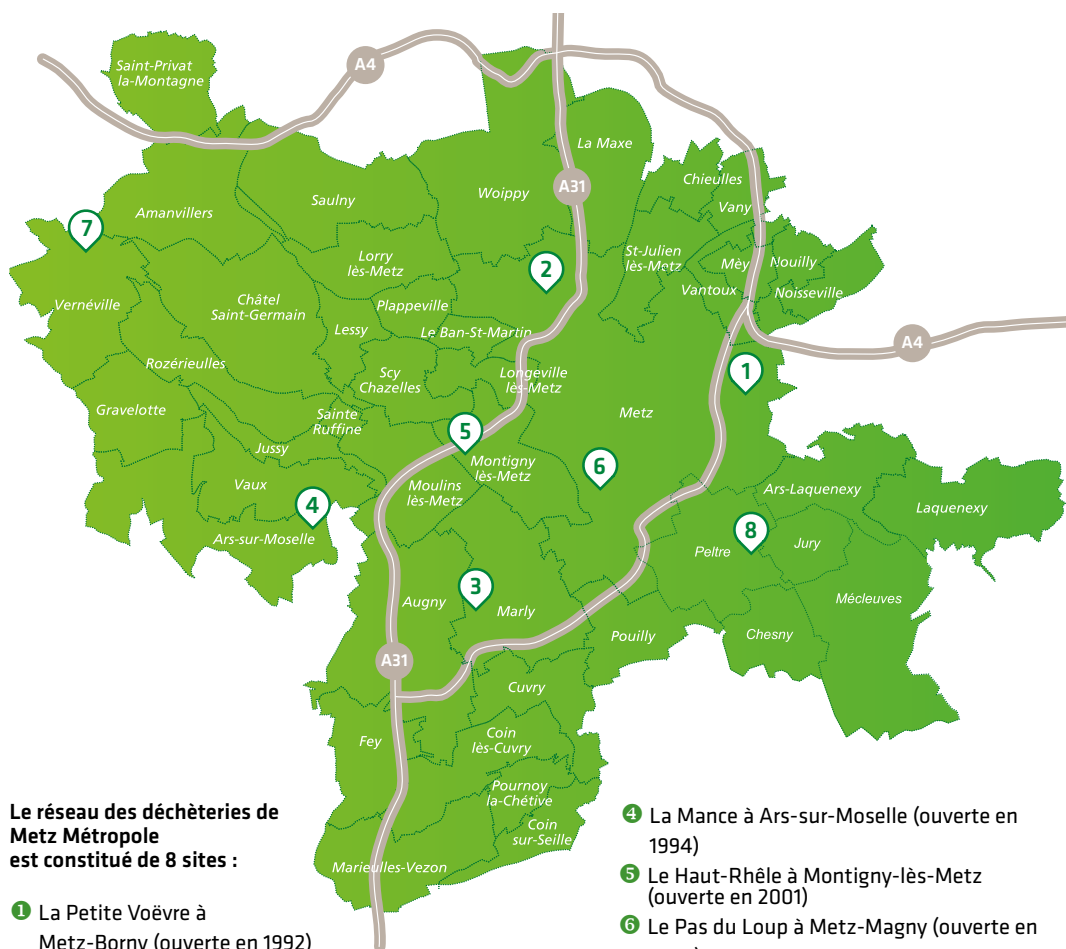 Saint-Privat
la-Montagne
A4
La Maxe
A31
Woippy
Chieulles
Vany
Saulny
Amanvillers
7
St-Julien
lès-Metz
Mèy
Nouilly
Lorry
lès-Metz
2
Vantoux
Noisseville
Vernéville
Châtel
Saint-Germain
Plappeville
Lessy
Le Ban-St-Martin
A4
Rozérieulles
Scy
Chazelles
Longeville
lès-Metz
1
Gravelotte
Sainte
Ruffine
Metz
5
Jussy
Montigny
lès-Metz
6
Vaux
Moulins
lès-Metz
Ars-Laquenexy
4
Laquenexy
Ars-sur-Moselle
8
Peltre
Jury
3
Augny
Marly
Mécleuves
Pouilly
Chesny
A31
Cuvry
Fey
Coin
lès-Cuvry
Pournoy
la-Chétive
Coin
sur-Seille
Marieulles-Vezon
Le réseau des déchèteries de
Metz Métropole
est constitué de 8 sites :
1 La Petite Voëvre à
Metz-Borny (ouverte en 1992)
4 La Mance à Ars-sur-Moselle (ouverte en
1994)
5 Le Haut-Rhêle à Montigny-lès-Metz
(ouverte en 2001)
6 Le Pas du Loup à Metz-Magny (ouverte en